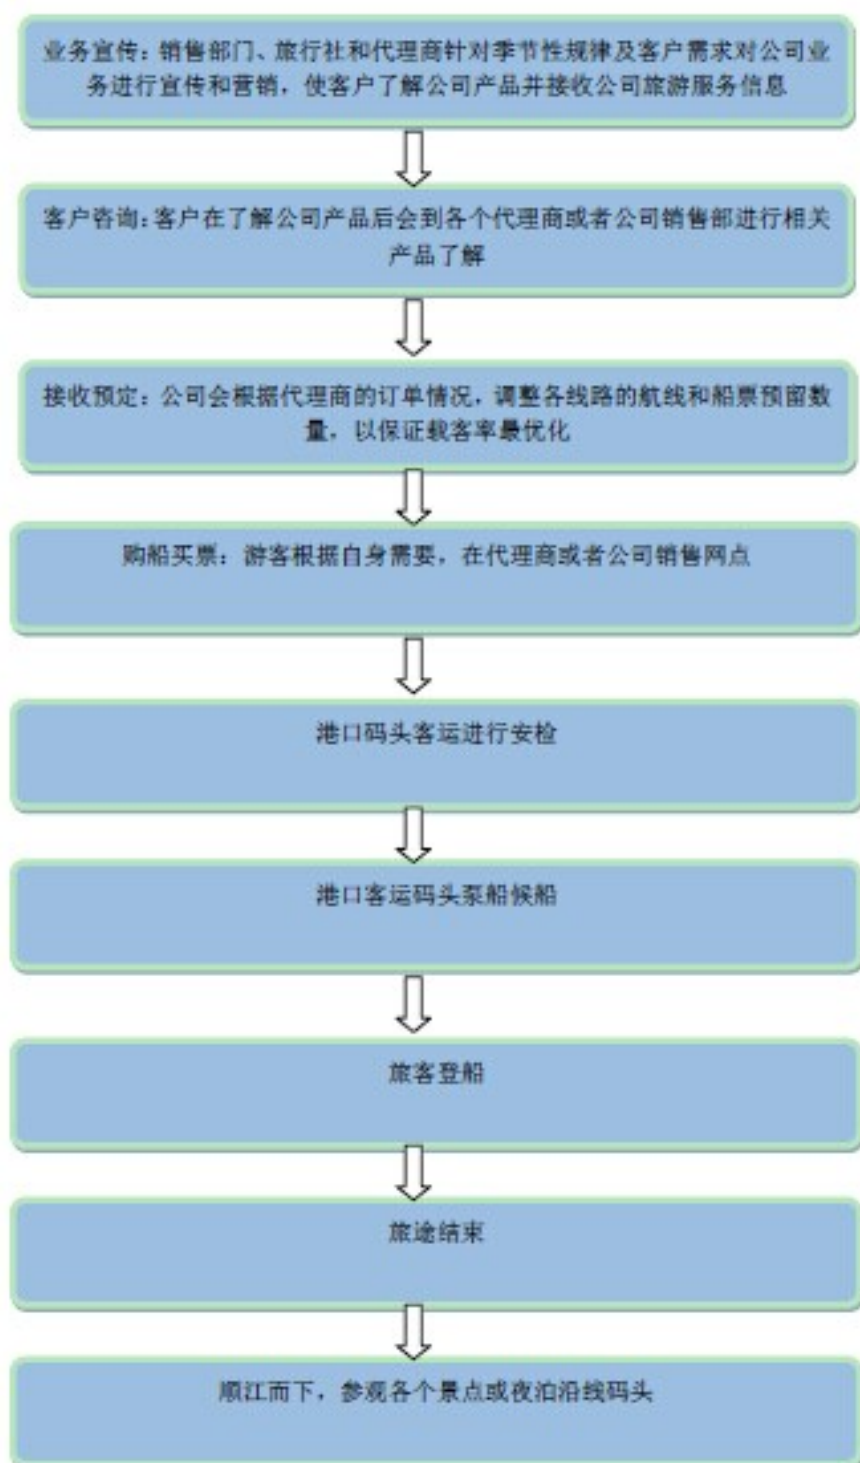 业务宣传：销售部门、旅行社和代理商针对季节性规律及客户需求对公司业
务进行宣传和营销，使客户了解公司产品并接收公司旅游服务信息
客户咨询：客户在了解公司产品后会到各个代理商或者公司销售部进行相关
产品了解
接收预定：公司会根据代理商的订单情况，调整各线路的航线和船票预留数
量，以保证载客率最优化
购船买票：游客根据自身需要，在代理商或者公司销售网点
港口码头客运进行安检
港口客运码头泵船候船
旅客登船
旅途结束
顺江而下，参观各个景点或夜泊沿线码头